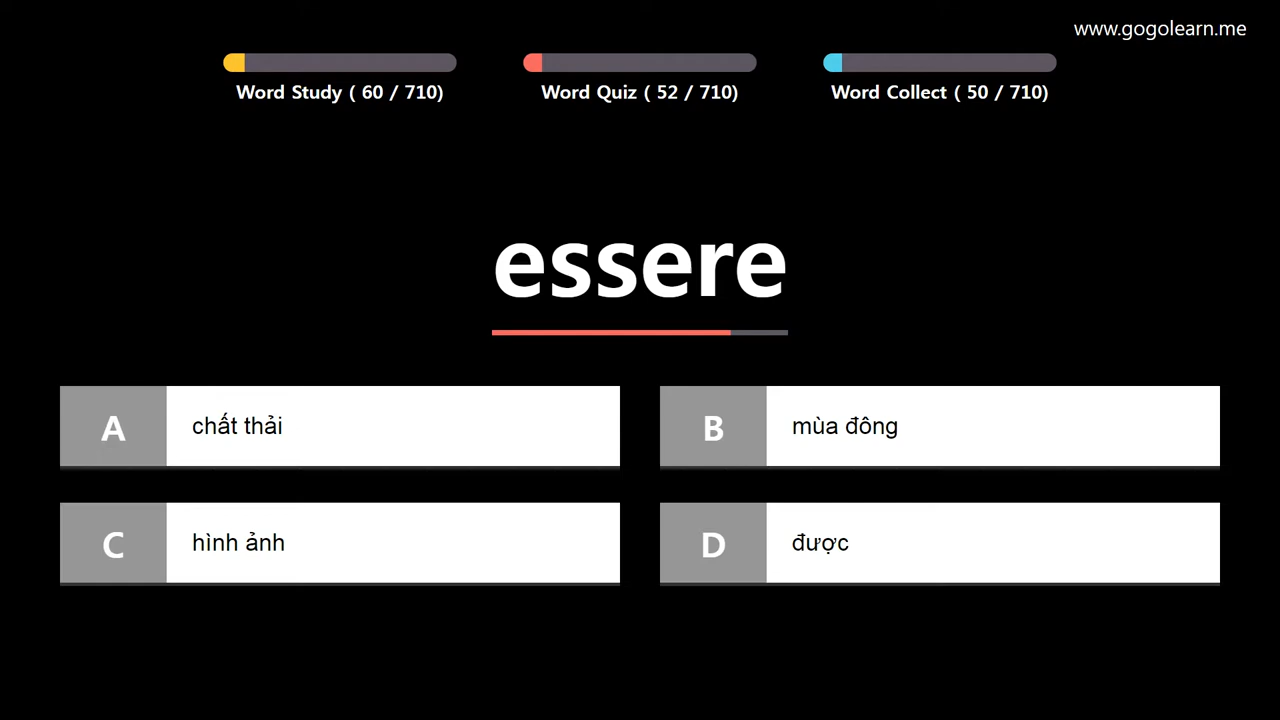 www.gogolearn.me
Word Study ( 60 / 710)
Word Quiz ( 52 / 710)
Word Collect ( 50 / 710)
essere
A chất thải
B mùa đông
C hình ảnh
D được